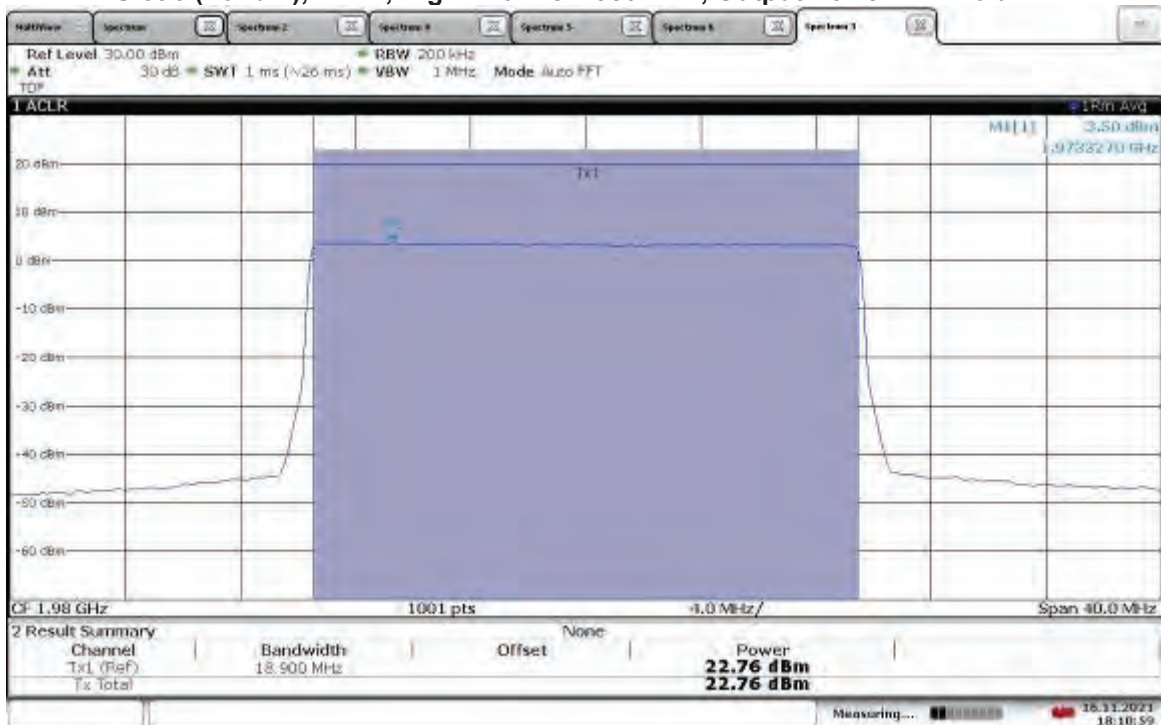 MultiView Spectrum Spectrum 2 Spectrum 5 Spectrum 6 Spectrum 3
Ref Level 30.00 dBm RBW 200 kHz
Att 30 dB SWT 1 ms (~26 ms) VBW 1 MHz Mode Auto FFT
TDF
1 ACLR 1Rm Avg
M1[1] 3.50 dBm
1.9733270 GHz
20 dBm
Tx1
10 dBm
0 dBm
-10 dBm
-20 dBm
-30 dBm
-40 dBm
-50 dBm
-60 dBm
CF 1.98 GHz 1001 pts 4.0 MHz/ Span 40.0 MHz
2 Result Summary None
Channel Bandwidth Offset Power
Tx1 (Ref) 18.900 MHz 22.76 dBm
Tx Total 22.76 dBm
Measuring... 16.11.2021
18:10:59